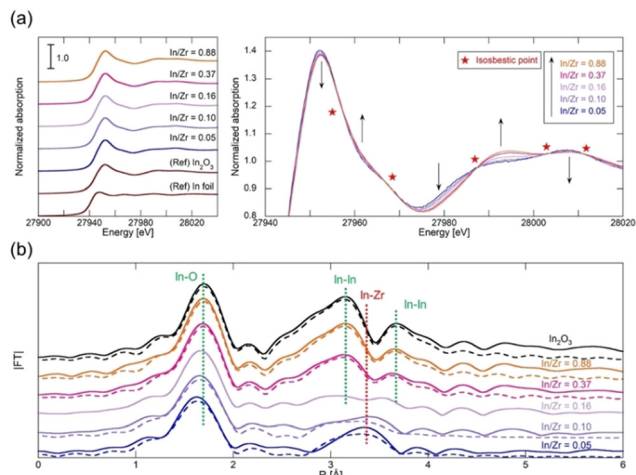 (a)
1.0
In/Zr = 0.88
In/Zr = 0.37
In/Zr = 0.16
In/Zr = 0.10
In/Zr = 0.05
(Ref) In₂O₃
(Ref) In foil
Normalized absorption
27900 27940 27980 28020
Energy [eV]
1.4
1.3
1.2
1.1
1.0
0.9
0.8
Normalized absorption
Isosbestic point
In/Zr = 0.88
In/Zr = 0.37
In/Zr = 0.16
In/Zr = 0.10
In/Zr = 0.05
27940 27960 27980 28000 28020
Energy [eV]
(b)
In-O
In-In
In-Zr
In-In
|FT|
In₂O₃
In/Zr = 0.88
In/Zr = 0.37
In/Zr = 0.16
In/Zr = 0.10
In/Zr = 0.05
0 1 2 3 4 5 6